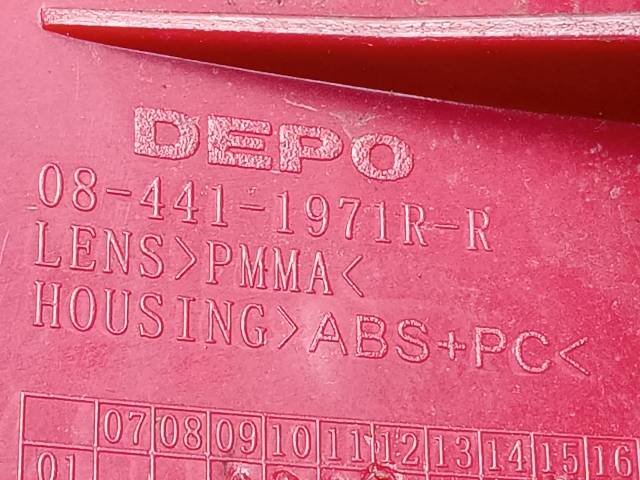 DEPO
08-441-1971R-R
LENS>PMMA<
HOUSING>ABS+PC<
07 08 09 10 11 12 13 14 15 16
01